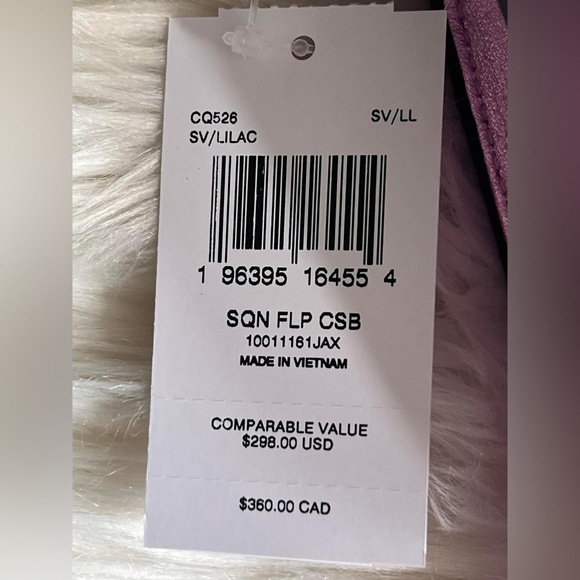 CQ526 SV/LL
SV/LILAC
1 96395 16455 4
SQN FLP CSB
10011161JAX
MADE IN VIETNAM
COMPARABLE VALUE
$298.00 USD
$360.00 CAD